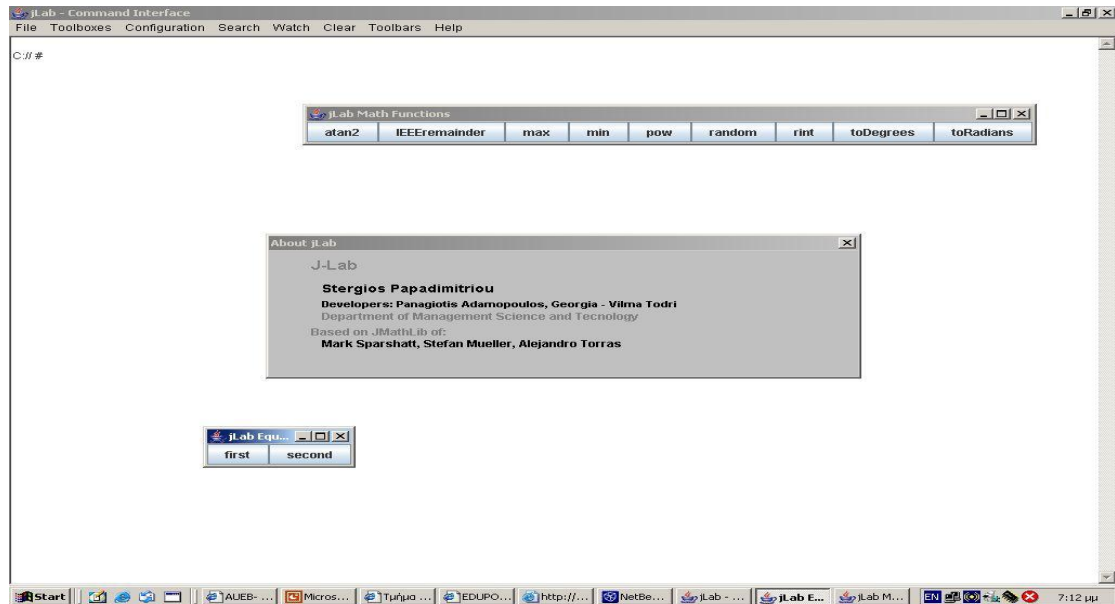 jLab - Command Interface
File Toolboxes Configuration Search Watch Clear Toolbars Help
C:// #
jLab Math Functions
atan2 IEEEremainder max min pow random rint toDegrees toRadians
About jLab
J-Lab
Stergios Papadimitriou
Developers: Panagiotis Adamopoulos, Georgia - Vilma Todri
Department of Management Science and Tecnology
Based on JMathLib of:
Mark Sparshatt, Stefan Mueller, Alejandro Torras
jLab Equ...
first second
Start AUEB- ... Micros... Τμήμα ... EDUPO... http://... NetBe... jLab - ... jLab E... jLab M... EN 7:12 μμ